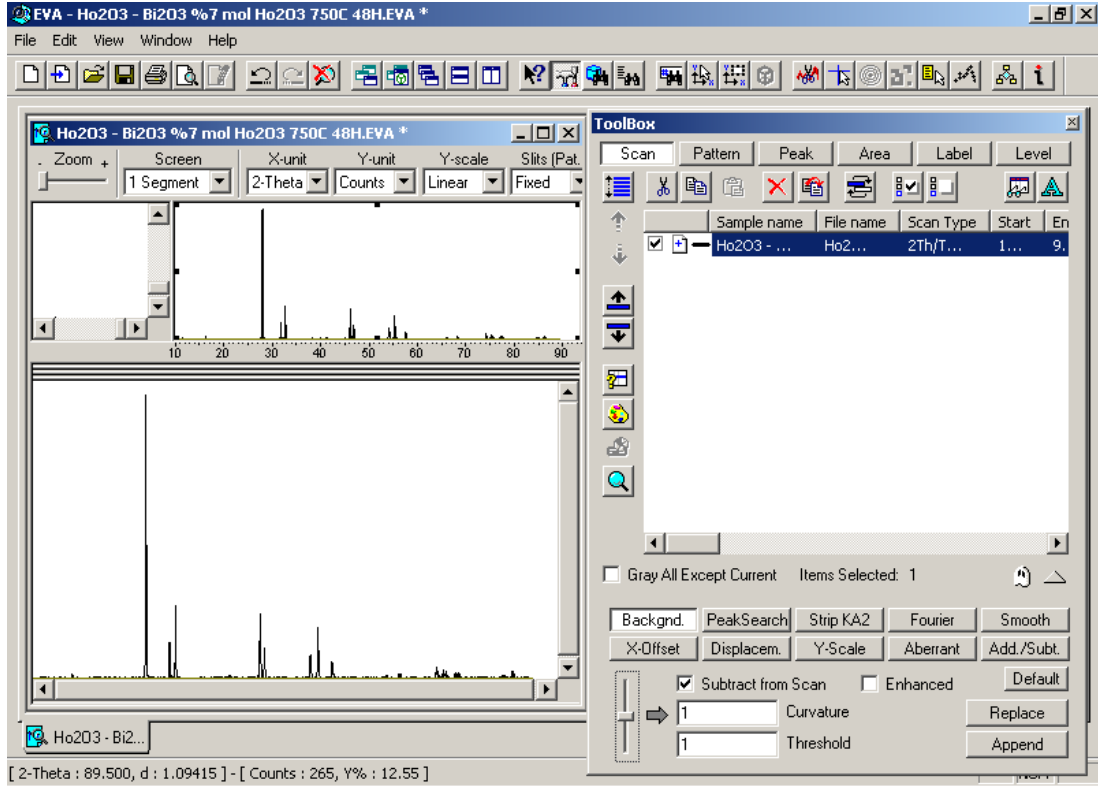 EVA - Ho2O3 - Bi2O3 %7 mol Ho2O3 750C 48H.EVA *
File Edit View Window Help
Ho2O3 - Bi2O3 %7 mol Ho2O3 750C 48H.EVA *
- Zoom + Screen X-unit Y-unit Y-scale Slits (Pat.
1 Segment 2-Theta Counts Linear Fixed
10 20 30 40 50 60 70 80 90
Ho2O3 - Bi2...
ToolBox
Scan Pattern Peak Area Label Level
Sample name File name Scan Type Start En
Ho2O3 - ... Ho2... 2Th/T... 1... 9.
Gray All Except Current Items Selected: 1
Backgnd. PeakSearch Strip KA2 Fourier Smooth
X-Offset Displacem. Y-Scale Aberrant Add./Subt.
Subtract from Scan Enhanced Default
1 Curvature Replace
1 Threshold Append
[ 2-Theta : 89.500, d : 1.09415 ] - [ Counts : 265, Y% : 12.55 ]